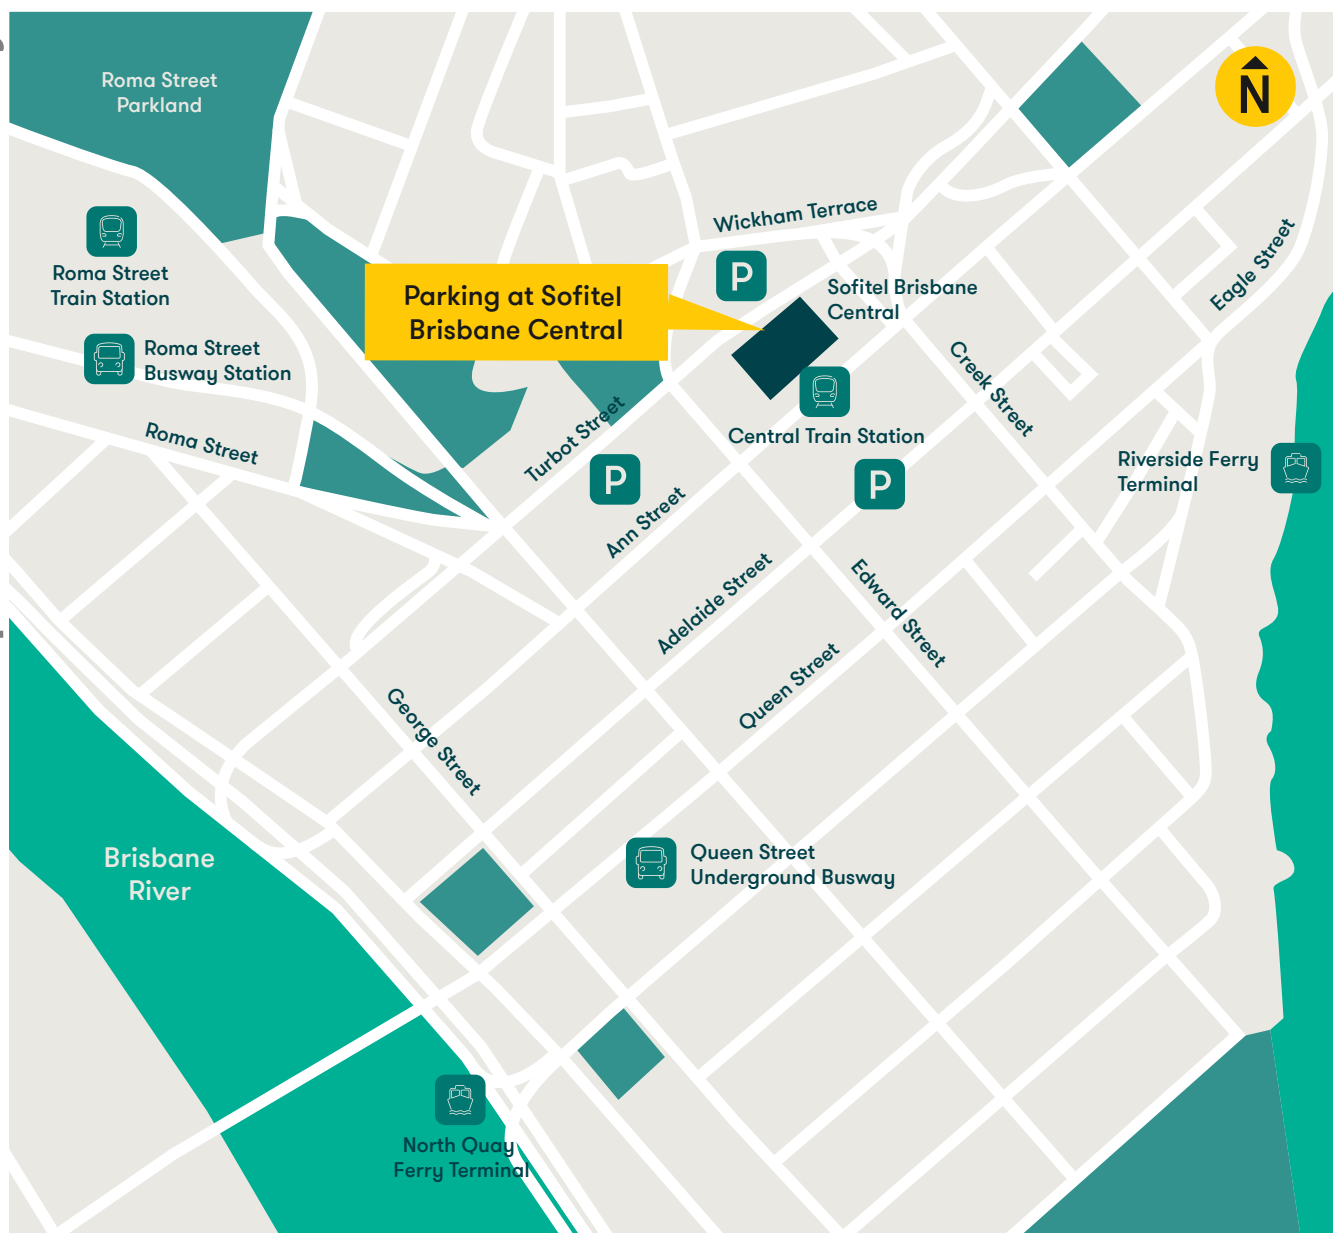 Roma Street
Parkland
N
Wickham Terrace
Eagle Street
P
Roma Street
Train Station
Sofitel Brisbane
Central
Parking at Sofitel
Brisbane Central
Roma Street
Busway Station
Creek Street
Turbot Street
Roma Street
Central Train Station
Riverside Ferry
Terminal
P
P
Ann Street
Adelaide Street
Edward Street
Queen Street
George Street
Queen Street
Underground Busway
Brisbane
River
North Quay
Ferry Terminal